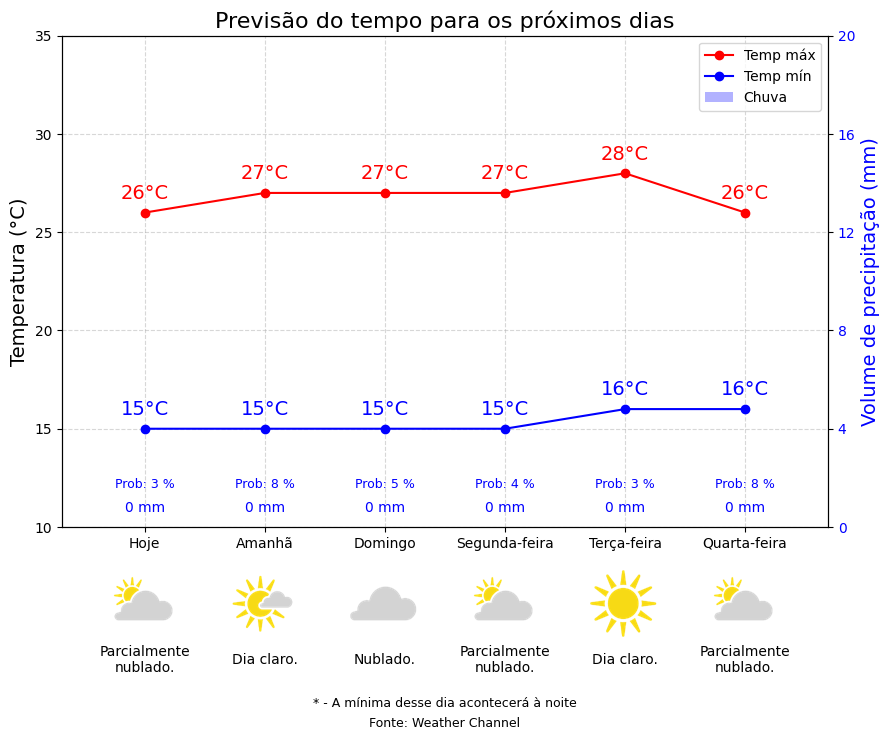 Previsão do tempo para os próximos dias
35
30
25
20
15
10
Temperatura (°C)
20
16
12
8
4
0
Volume de precipitação (mm)
Temp máx
Temp mín
Chuva
26°C 27°C 27°C 27°C 28°C 26°C
15°C 15°C 15°C 15°C 16°C 16°C
Prob: 3 % Prob: 8 % Prob: 5 % Prob: 4 % Prob: 3 % Prob: 8 %
0 mm 0 mm 0 mm 0 mm 0 mm 0 mm
Hoje Amanhã Domingo Segunda-feira Terça-feira Quarta-feira
Parcialmente
nublado.
Dia claro.
Nublado.
Parcialmente
nublado.
Dia claro.
Parcialmente
nublado.
* - A mínima desse dia acontecerá à noite
Fonte: Weather Channel